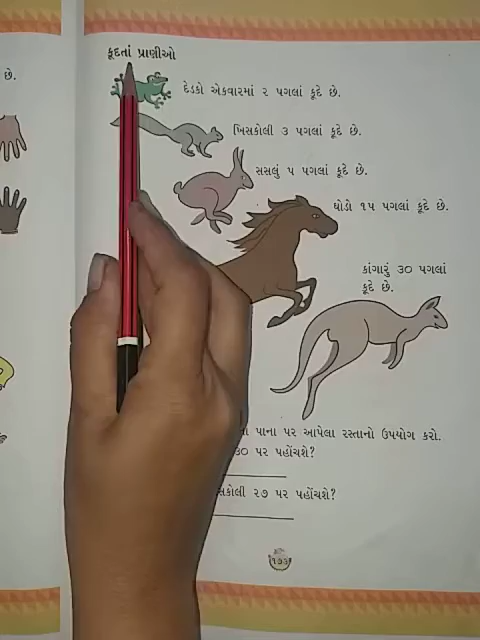 છે.
કૂદતાં પ્રાણીઓ
દેડકો એકવારમાં ૨ પગલાં કૂદે છે.
ખિસકોલી ૩ પગલાં કૂદે છે.
સસલું ૫ પગલાં કૂદે છે.
ઘોડો ૧૫ પગલાં કૂદે છે.
કાંગારું ૩૦ પગલાં
કૂદે છે.
પાના પર આપેલા રસ્તાનો ઉપયોગ કરો.
૩૦ પર પહોંચશે?
૨૭ પર પહોંચશે?
૧૭૩